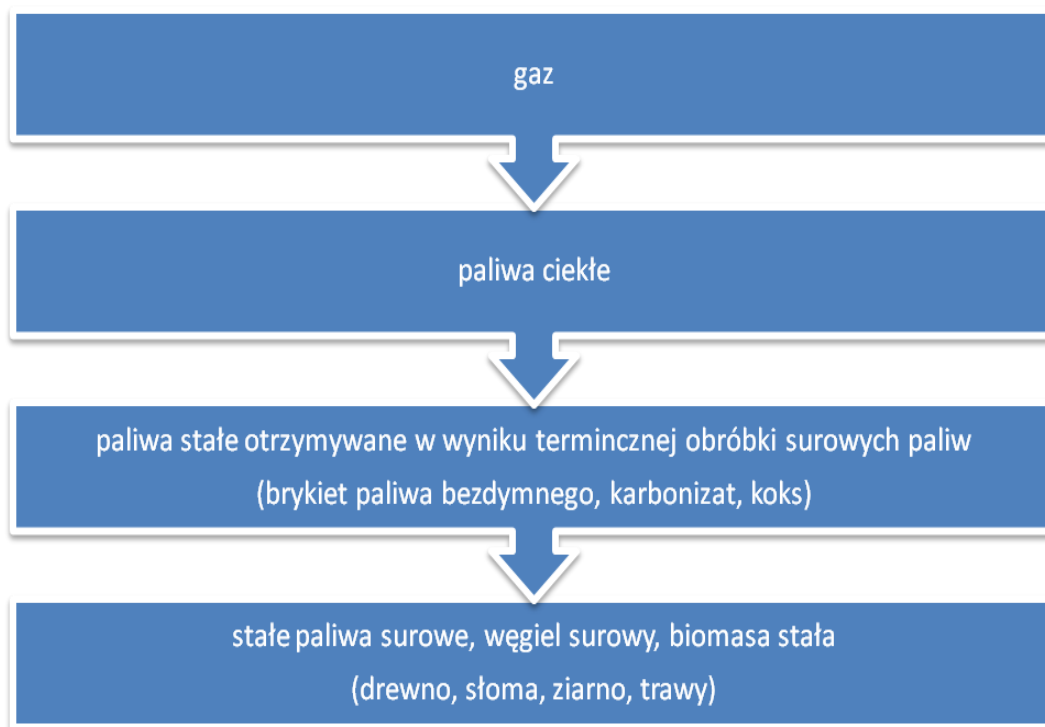 gaz
paliwa ciekłe
paliwa stałe otrzymywane w wyniku termincznej obróbki surowych paliw
(brykiet paliwa bezdymnego, karbonizat, koks)
stałe paliwa surowe, węgiel surowy, biomasa stała
(drewno, słoma, ziarno, trawy)